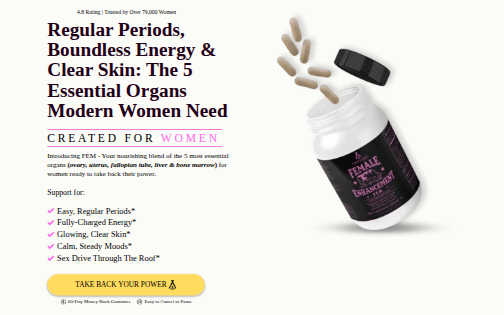 4.8 Rating | Trusted by Over 79,000 Women
Regular Periods,
Boundless Energy &
Clear Skin: The 5
Essential Organs
Modern Women Need
CREATED FOR WOMEN
Introducing FEM - Your nourishing blend of the 5 most essential
organs (ovary, uterus, fallopian tube, liver & bone marrow) for
women ready to take back their power.
Support for:
Easy, Regular Periods*
Fully-Charged Energy*
Glowing, Clear Skin*
Calm, Steady Moods*
Sex Drive Through The Roof*
TAKE BACK YOUR POWER
60-Day Money-Back Guarantee Easy to Cancel or Pause
FEMALE
ENHANCEMENT